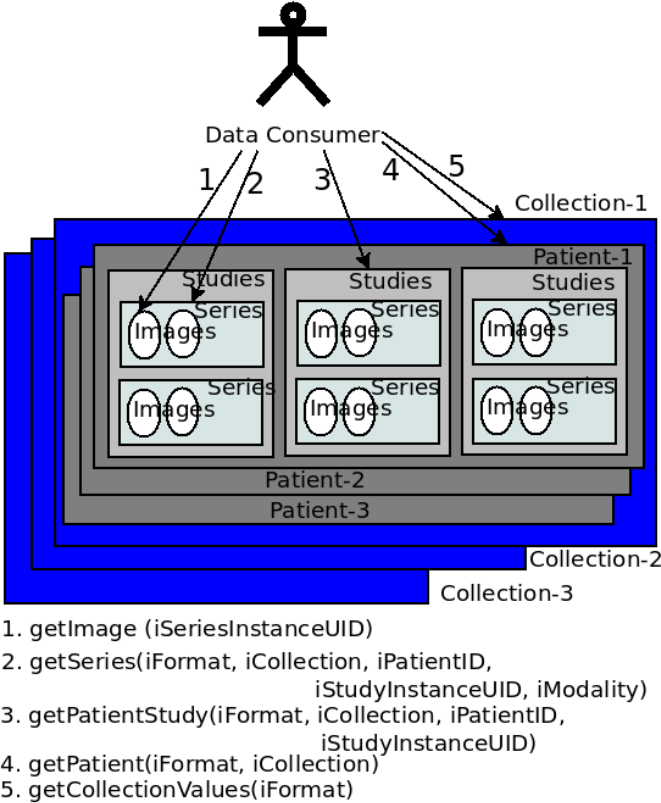 Data Consumer
1 2 3 4 5
Collection-1
Patient-1
Studies Studies Studies
Series Series Series
Images Images Images
Series Series Series
Images Images Images
Patient-2
Patient-3
Collection-2
Collection-3
1. getImage (iSeriesInstanceUID)
2. getSeries(iFormat, iCollection, iPatientID,
iStudyInstanceUID, iModality)
3. getPatientStudy(iFormat, iCollection, iPatientID,
iStudyInstanceUID)
4. getPatient(iFormat, iCollection)
5. getCollectionValues(iFormat)